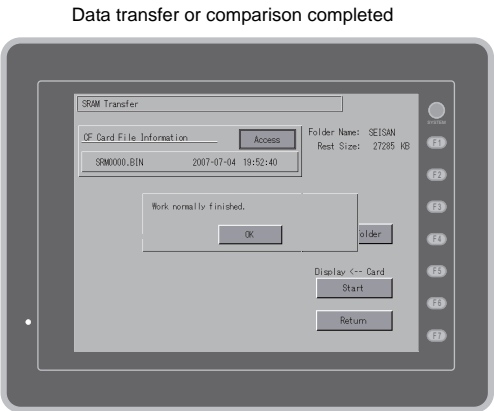 Data transfer or comparison completed
SRAM Transfer
CF Card File Information
Access
Folder Name: SEISAN
Rest Size: 27285 KB
SRM0000.BIN 2007-07-04 19:52:40
Work normally finished.
OK
older
Display <-- Card
Start
Return
SYSTEM
F1
F2
F3
F4
F5
F6
F7